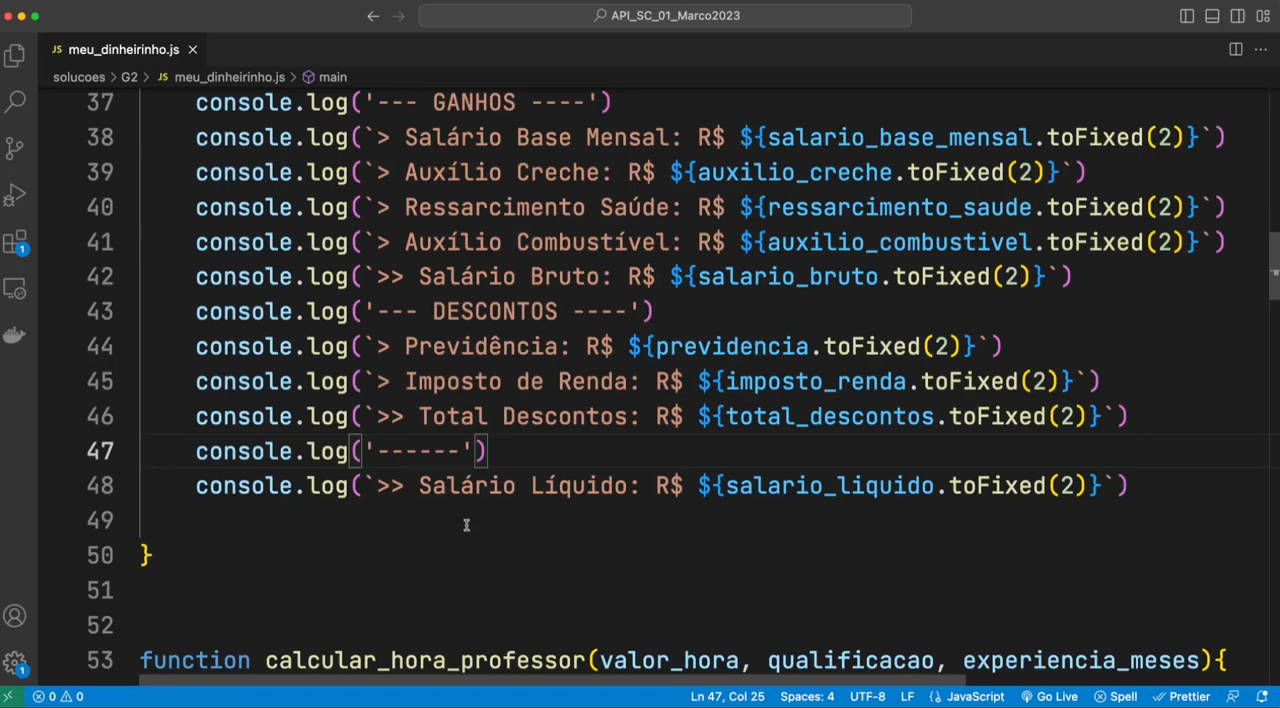 API_SC_01_Marco2023
JS meu_dinheirinho.js
solucoes > G2 > JS meu_dinheirinho.js > main
37 console.log('--- GANHOS ----')
38 console.log(`> Salário Base Mensal: R$ ${salario_base_mensal.toFixed(2)}`)
39 console.log(`> Auxílio Creche: R$ ${auxilio_creche.toFixed(2)}`)
40 console.log(`> Ressarcimento Saúde: R$ ${ressarcimento_saude.toFixed(2)}`)
41 console.log(`> Auxílio Combustível: R$ ${auxilio_combustivel.toFixed(2)}`)
42 console.log(`>> Salário Bruto: R$ ${salario_bruto.toFixed(2)}`)
43 console.log('--- DESCONTOS ----')
44 console.log(`> Previdência: R$ ${previdencia.toFixed(2)}`)
45 console.log(`> Imposto de Renda: R$ ${imposto_renda.toFixed(2)}`)
46 console.log(`>> Total Descontos: R$ ${total_descontos.toFixed(2)}`)
47 console.log('------')
48 console.log(`>> Salário Líquido: R$ ${salario_liquido.toFixed(2)}`)
49
50 }
51
52
53 function calcular_hora_professor(valor_hora, qualificacao, experiencia_meses){
1
1
0 0 Ln 47, Col 25 Spaces: 4 UTF-8 LF {} JavaScript Go Live Spell Prettier